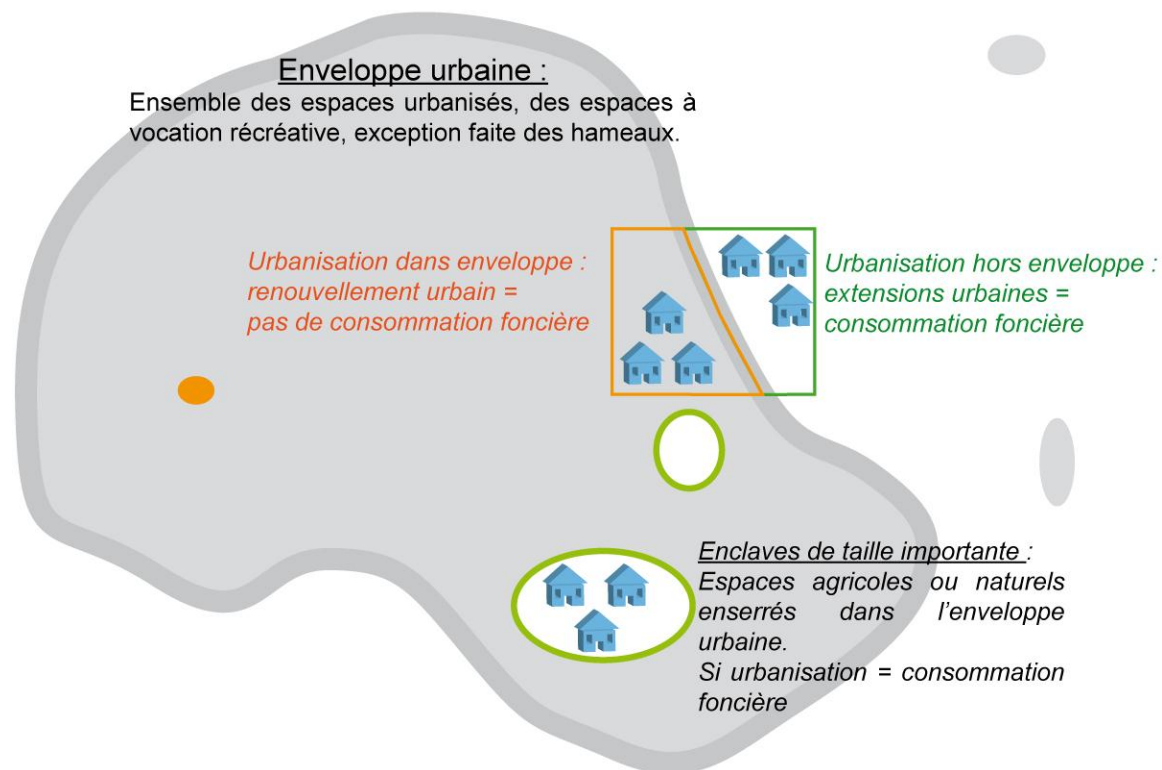 Enveloppe urbaine :
Ensemble des espaces urbanisés, des espaces à
vocation récréative, exception faite des hameaux.
Urbanisation dans enveloppe :
renouvellement urbain =
pas de consommation foncière
Urbanisation hors enveloppe :
extensions urbaines =
consommation foncière
Enclaves de taille importante :
Espaces agricoles ou naturels
enserrés dans l’enveloppe
urbaine.
Si urbanisation = consommation
foncière